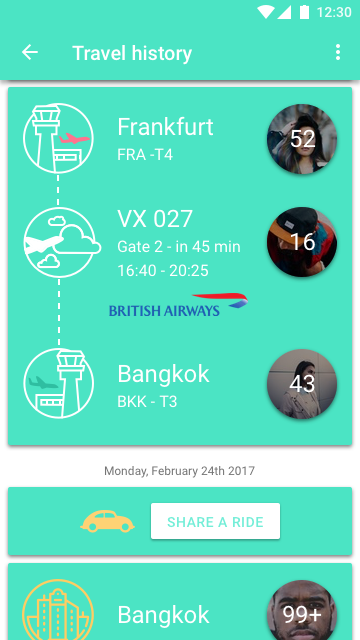 12:30
Travel history
Frankfurt
FRA -T4
52
VX 027
Gate 2 - in 45 min
16:40 - 20:25
16
BRITISH AIRWAYS
Bangkok
BKK - T3
43
Monday, February 24th 2017
SHARE A RIDE
Bangkok
99+